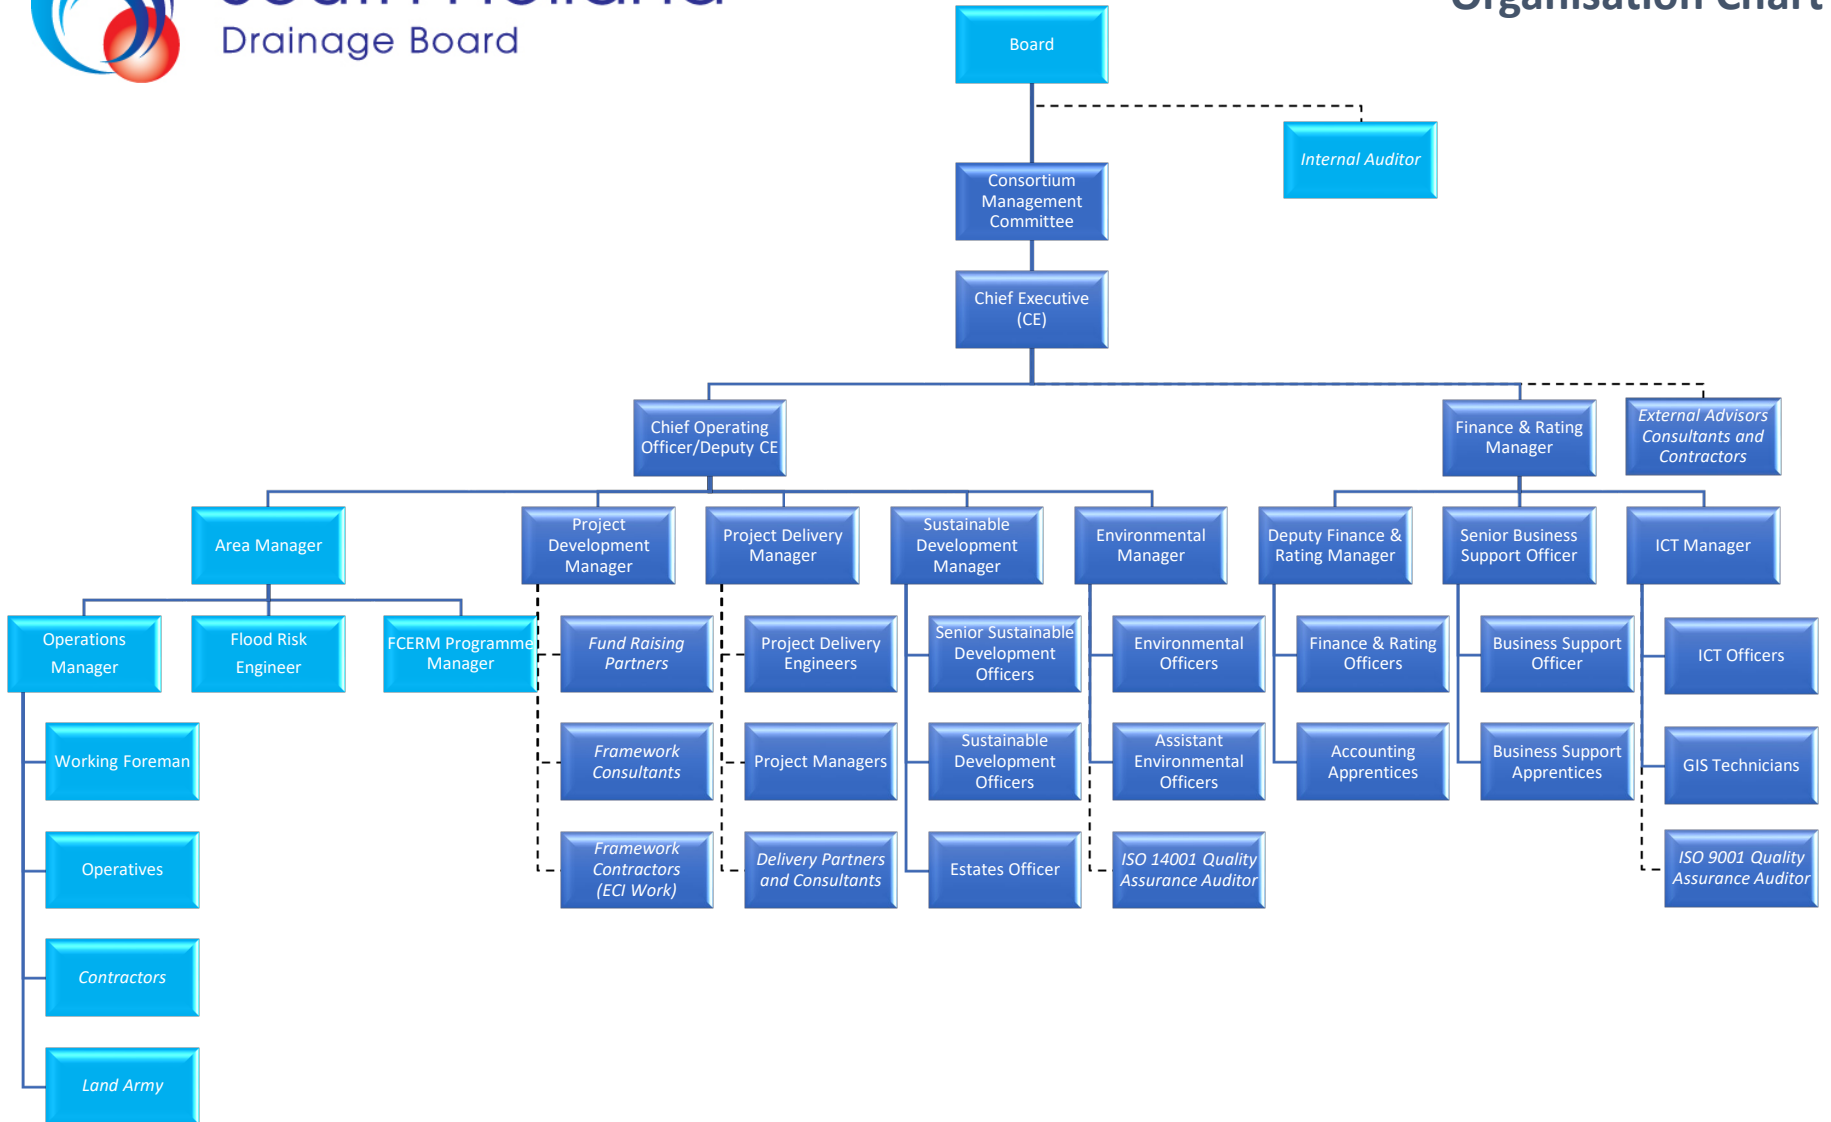 South Holland
Drainage Board
Organisation Chart
Board
Internal Auditor
Consortium
Management
Committee
Chief Executive
(CE)
Chief Operating
Officer/Deputy CE
Finance & Rating
Manager
External Advisors
Consultants and
Contractors
Area Manager
Project
Development
Manager
Project Delivery
Manager
Sustainable
Development
Manager
Environmental
Manager
Deputy Finance &
Rating Manager
Senior Business
Support Officer
ICT Manager
Operations
Manager
Flood Risk
Engineer
FCERM Programme
Manager
Fund Raising
Partners
Project Delivery
Engineers
Senior Sustainable
Development
Officers
Environmental
Officers
Finance & Rating
Officers
Business Support
Officer
ICT Officers
Working Foreman
Framework
Consultants
Project Managers
Sustainable
Development
Officers
Assistant
Environmental
Officers
Accounting
Apprentices
Business Support
Apprentices
GIS Technicians
Operatives
Framework
Contractors
(ECI Work)
Delivery Partners
and Consultants
Estates Officer
ISO 14001 Quality
Assurance Auditor
ISO 9001 Quality
Assurance Auditor
Contractors
Land Army